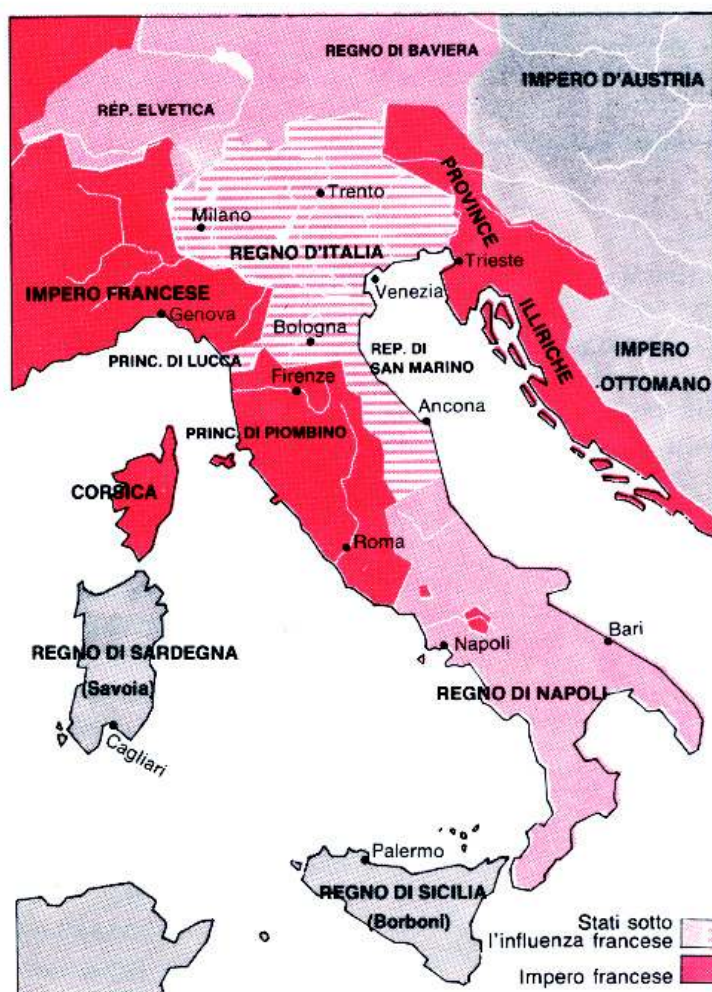 REGNO DI BAVIERA
IMPERO D'AUSTRIA
REP. ELVETICA
PROVINCE
Trento
Milano
REGNO D'ITALIA
Trieste
Venezia
IMPERO FRANCESE
Genova
ILLIRICHE
Bologna
PRINC. DI LUCCA
REP. DI
SAN MARINO
IMPERO
OTTOMANO
Firenze
Ancona
PRINC. DI PIOMBINO
CORSICA
Roma
Bari
Napoli
REGNO DI SARDEGNA
(Savoia)
REGNO DI NAPOLI
Cagliari
Palermo
REGNO DI SICILIA
(Borboni)
Stati sotto
l'influenza francese
Impero francese